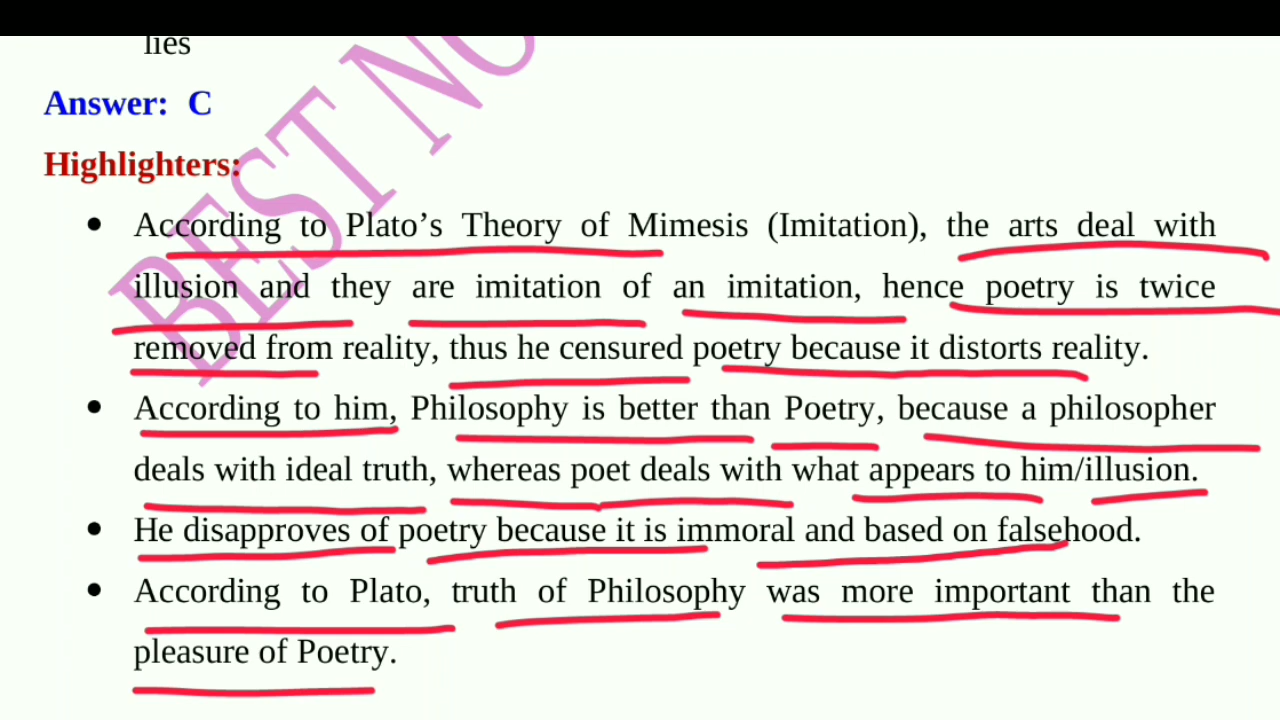 lies
Answer: C
Highlighters:
• According to Plato’s Theory of Mimesis (Imitation), the arts deal with
illusion and they are imitation of an imitation, hence poetry is twice
removed from reality, thus he censured poetry because it distorts reality.
• According to him, Philosophy is better than Poetry, because a philosopher
deals with ideal truth, whereas poet deals with what appears to him/illusion.
• He disapproves of poetry because it is immoral and based on falsehood.
• According to Plato, truth of Philosophy was more important than the
pleasure of Poetry.
BEST NO